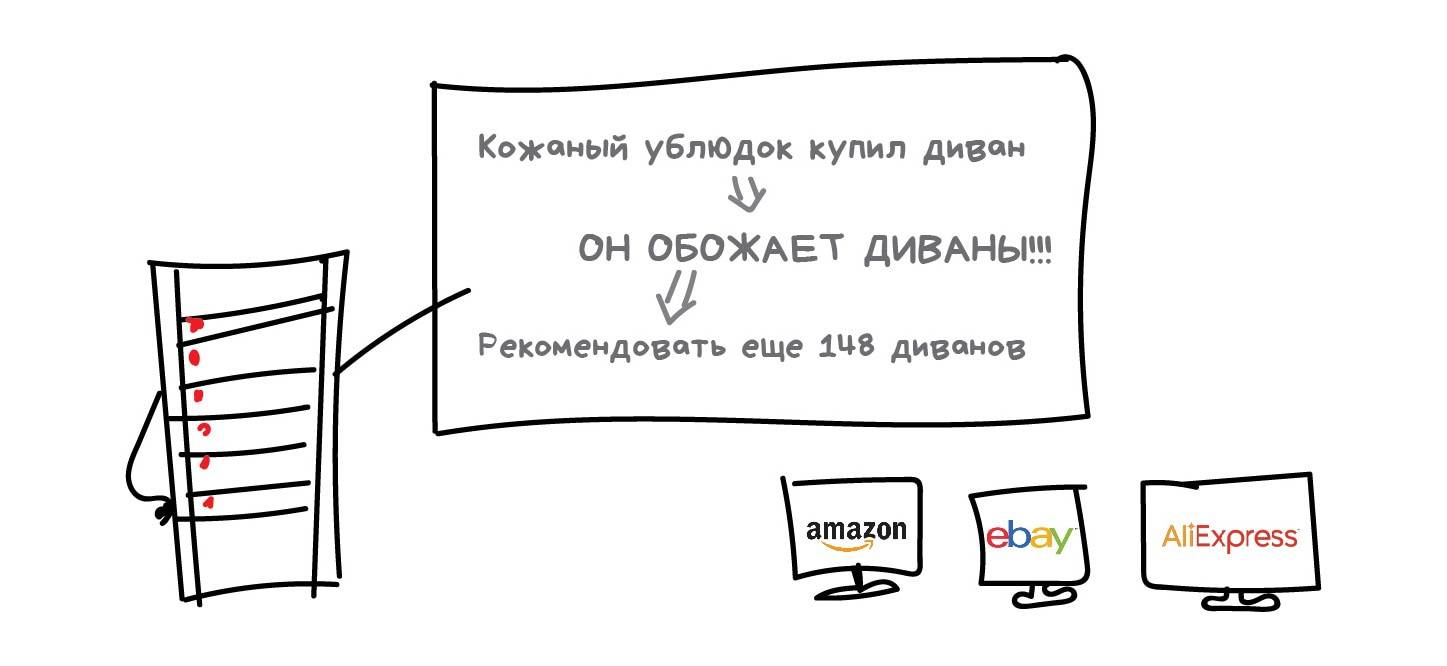 Кожаный ублюдок купил диван
ОН ОБОЖАЕТ ДИВАНЫ!!!
Рекомендовать еще 148 диванов
amazon
ebay
AliExpress